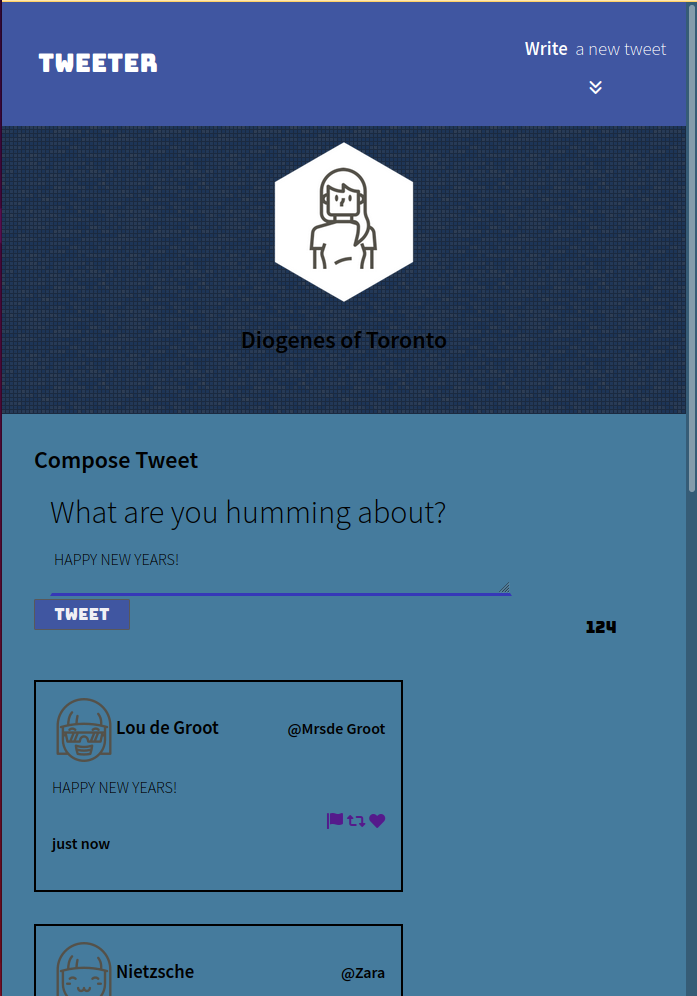 TWEETER
Write a new tweet
Diogenes of Toronto
Compose Tweet
What are you humming about?
HAPPY NEW YEARS!
TWEET
124
Lou de Groot @Mrsde Groot
HAPPY NEW YEARS!
just now
Nietzsche @Zara